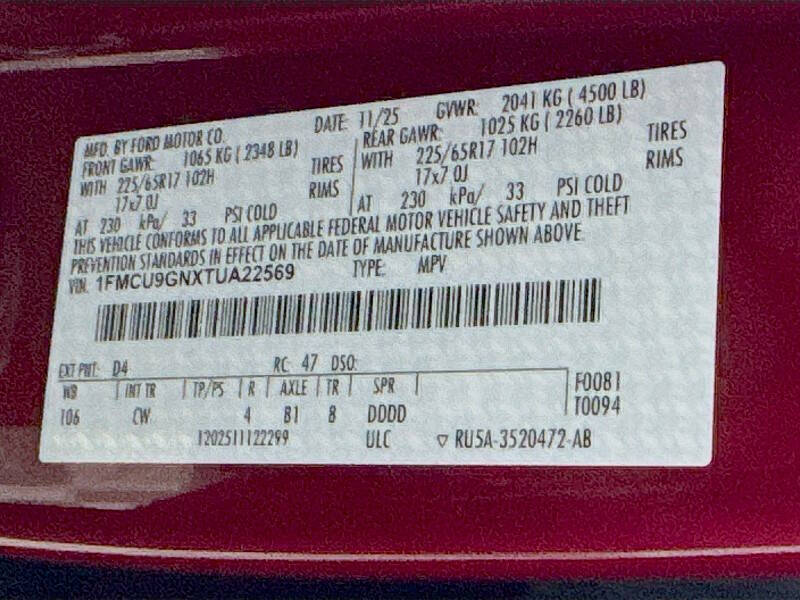 MFD. BY FORD MOTOR CO. DATE: 11/25 GVWR: 2041 KG ( 4500 LB)
FRONT GAWR: 1065 KG ( 2348 LB) REAR GAWR: 1025 KG ( 2260 LB)
WITH 225/65R17 102H TIRES WITH 225/65R17 102H TIRES
17x7.0J RIMS 17x7.0J RIMS
AT 230 kPa/ 33 PSI COLD AT 230 kPa/ 33 PSI COLD
THIS VEHICLE CONFORMS TO ALL APPLICABLE FEDERAL MOTOR VEHICLE SAFETY AND THEFT
PREVENTION STANDARDS IN EFFECT ON THE DATE OF MANUFACTURE SHOWN ABOVE.
VIN: 1FMCU9GNXTUA22569 TYPE: MPV
EXT PNT: D4 RC: 47 DSO:
WB INT TR TP/PS R AXLE TR SPR F0081
106 CW 4 B1 8 DDDD T0094
1202511122299 ULC ▽ RU5A-3520472-AB